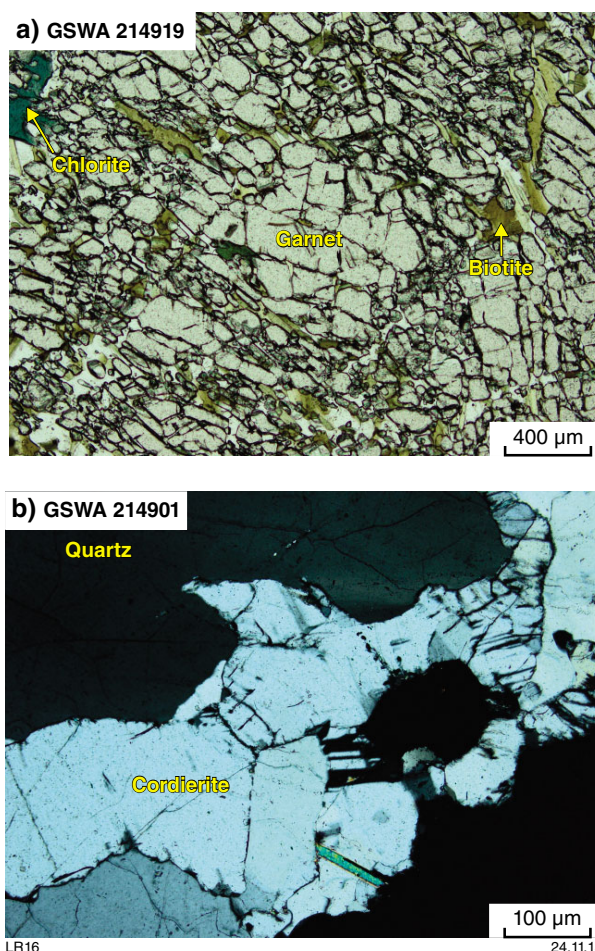 a) GSWA 214919
Chlorite
Garnet
Biotite
400 µm
b) GSWA 214901
Quartz
Cordierite
100 µm
LR16
24.11.1